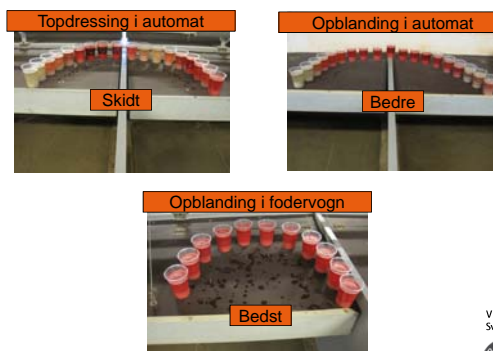 Topdressing i automat
Skidt
Opblanding i automat
Bedre
Opblanding i fodervogn
Bedst